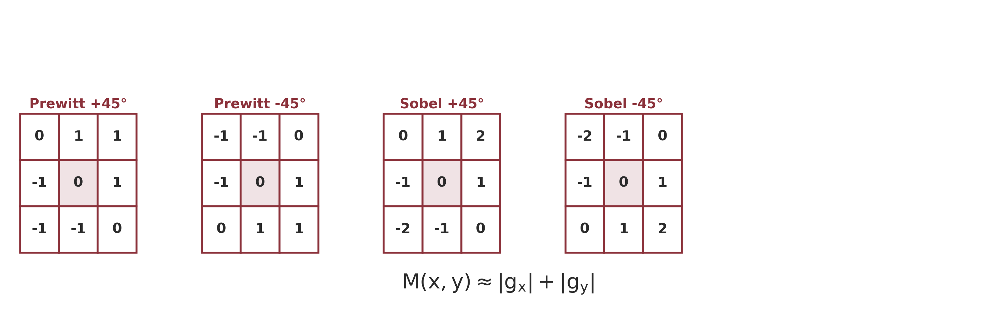 Prewitt +45° Prewitt -45° Sobel +45° Sobel -45°
0 1 1 -1 -1 0 0 1 2 -2 -1 0
-1 0 1 -1 0 1 -1 0 1 -1 0 1
-1 -1 0 0 1 1 -2 -1 0 0 1 2
M(x, y) ≈ |gₓ| + |g_y|